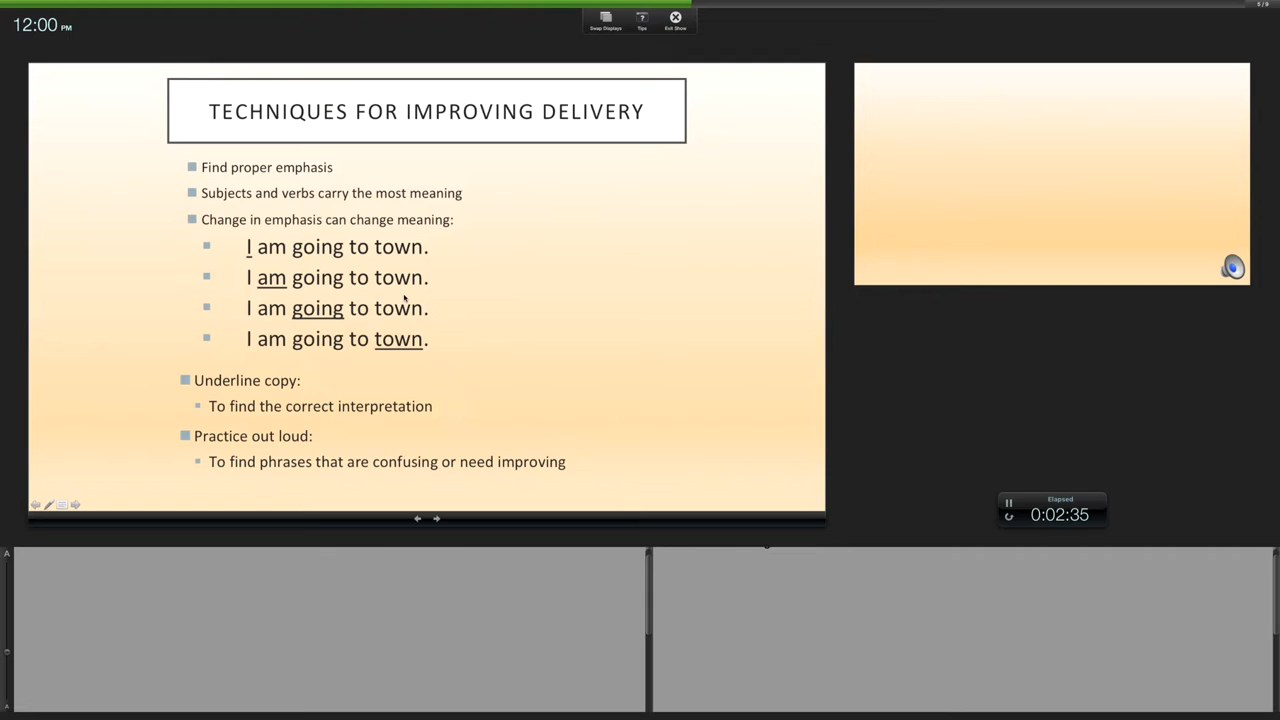 5 / 8
12:00 PM
Swap Displays Tips Exit Show
TECHNIQUES FOR IMPROVING DELIVERY
Find proper emphasis
Subjects and verbs carry the most meaning
Change in emphasis can change meaning:
I am going to town.
I am going to town.
I am going to town.
I am going to town.
Underline copy:
To find the correct interpretation
Practice out loud:
To find phrases that are confusing or need improving
Elapsed
0:02:35
A
A